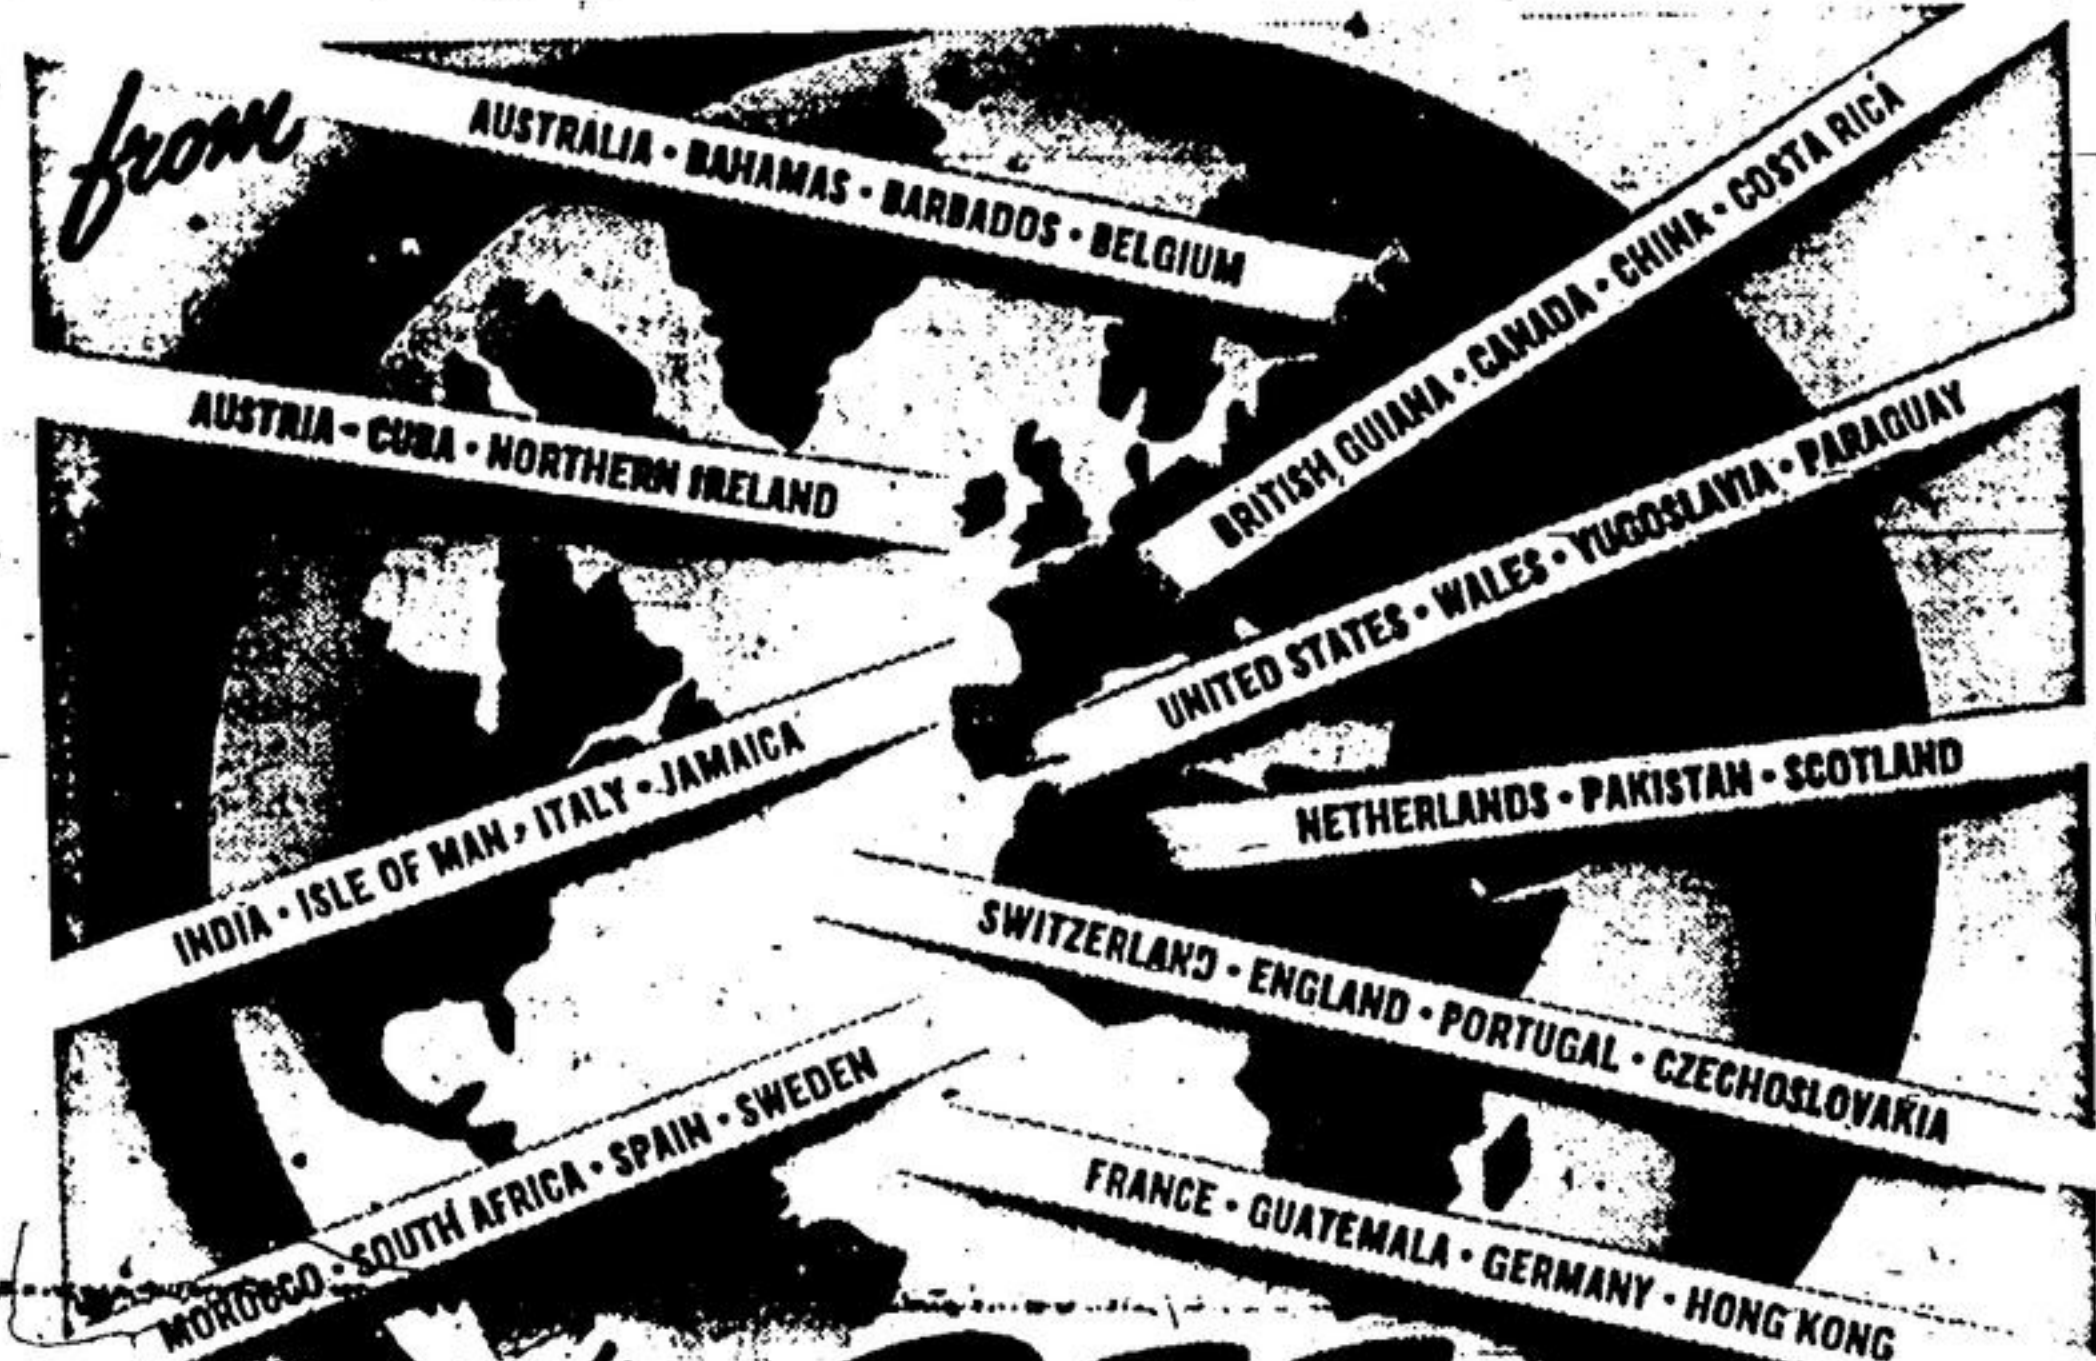 from
AUSTRALIA • BAHAMAS • BARBADOS • BELGIUM
BRITISH GUIANA • CANADA • CHINA • COSTA RICA
AUSTRIA • CUBA • NORTHERN IRELAND
UNITED STATES • WALES • YUGOSLAVIA • PARAGUAY
INDIA • ISLE OF MAN • ITALY • JAMAICA
NETHERLANDS • PAKISTAN • SCOTLAND
SWITZERLAND • ENGLAND • PORTUGAL • CZECHOSLOVAKIA
MOROCCO • SOUTH AFRICA • SPAIN • SWEDEN
FRANCE • GUATEMALA • GERMANY • HONG KONG